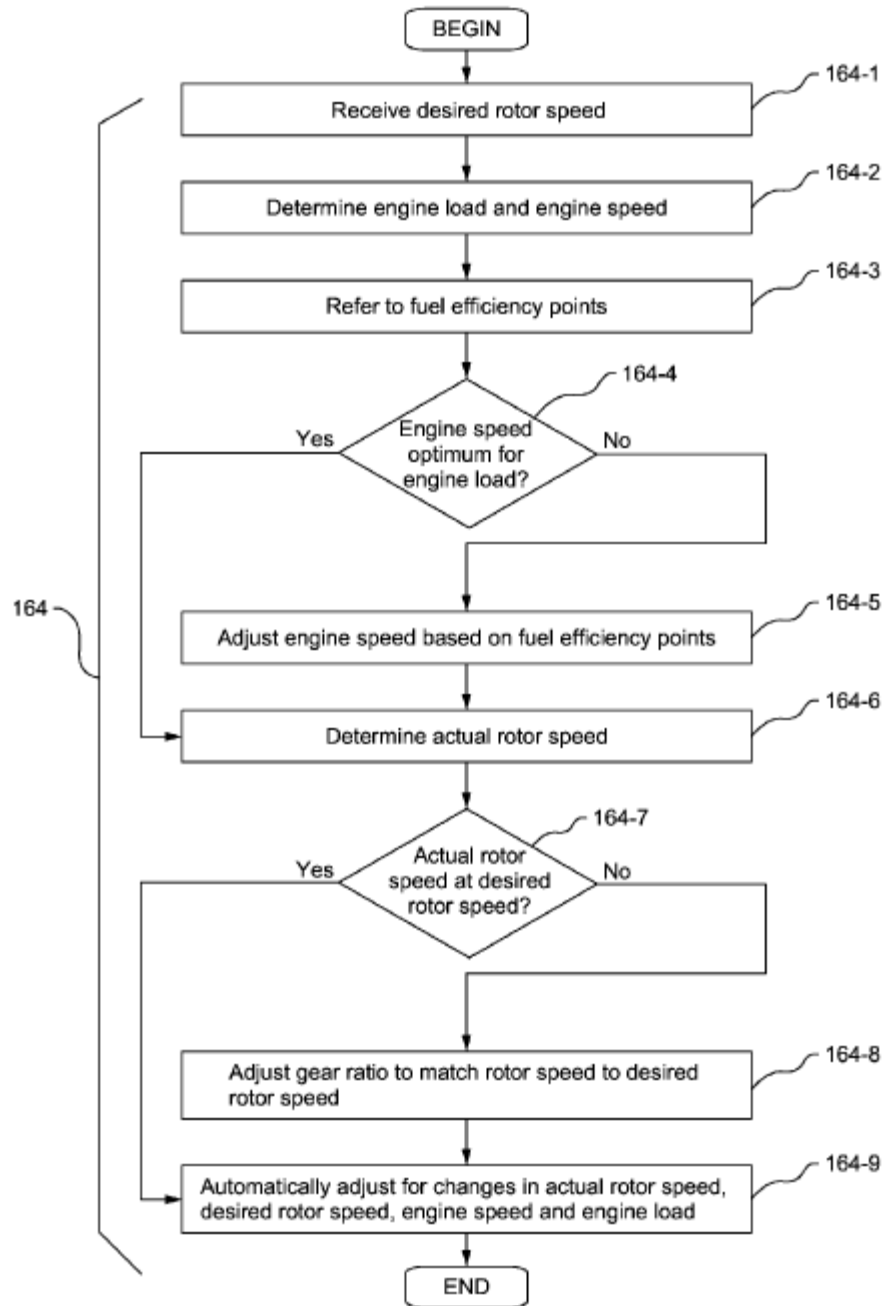 BEGIN
164-1
Receive desired rotor speed
164-2
Determine engine load and engine speed
164-3
Refer to fuel efficiency points
164-4
Yes
Engine speed
optimum for
engine load?
No
164
164-5
Adjust engine speed based on fuel efficiency points
164-6
Determine actual rotor speed
164-7
Yes
Actual rotor
speed at desired
rotor speed?
No
164-8
Adjust gear ratio to match rotor speed to desired
rotor speed
164-9
Automatically adjust for changes in actual rotor speed,
desired rotor speed, engine speed and engine load
END